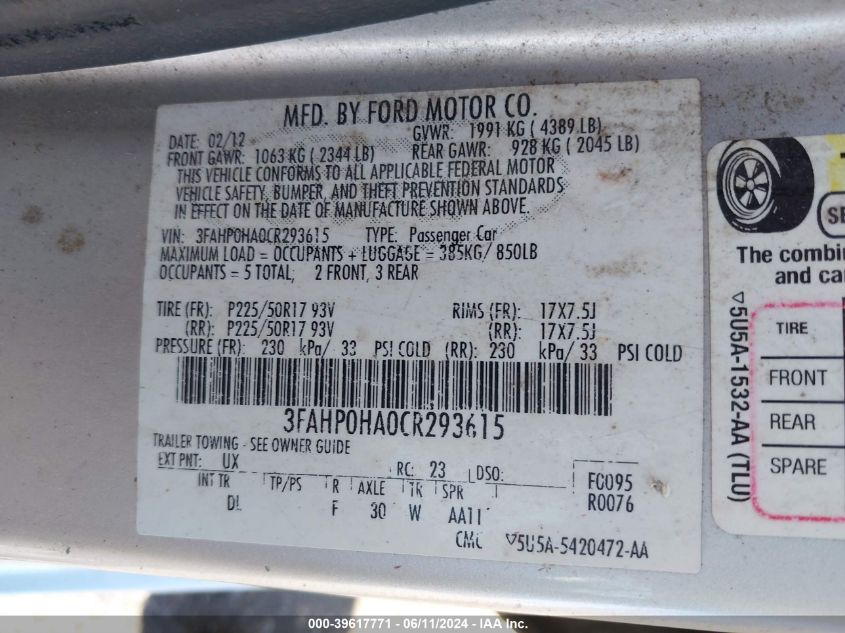 MFD. BY FORD MOTOR CO.
DATE: 02/12 GVWR: 1991 KG ( 4389 LB)
FRONT GAWR: 1063 KG ( 2344 LB) REAR GAWR: 928 KG ( 2045 LB)
THIS VEHICLE CONFORMS TO ALL APPLICABLE FEDERAL MOTOR
VEHICLE SAFETY, BUMPER, AND THEFT PREVENTION STANDARDS
IN EFFECT ON THE DATE OF MANUFACTURE SHOWN ABOVE.
VIN: 3FAHP0HA0CR293615 TYPE: Passenger Car
MAXIMUM LOAD = OCCUPANTS + LUGGAGE = 385KG/ 850LB
OCCUPANTS = 5 TOTAL, 2 FRONT, 3 REAR
TIRE (FR): P225/50R17 93V RIMS (FR): 17X7.5J
(RR): P225/50R17 93V (RR): 17X7.5J
PRESSURE (FR): 230 kPa/ 33 PSI COLD (RR): 230 kPa/ 33 PSI COLD
3FAHP0HA0CR293615
TRAILER TOWING - SEE OWNER GUIDE
EXT PNT: UX RC: 23 DSO: F0095
INT TR TP/PS R AXLE TR SPR R0076
DL F 30 W AA11
CMC ▽5U5A-5420472-AA
The combine
and car
▽5U5A-1532-AA (TLU)
TIRE
FRONT
REAR
SPARE
000-39617771 - 06/11/2024 - IAA Inc.